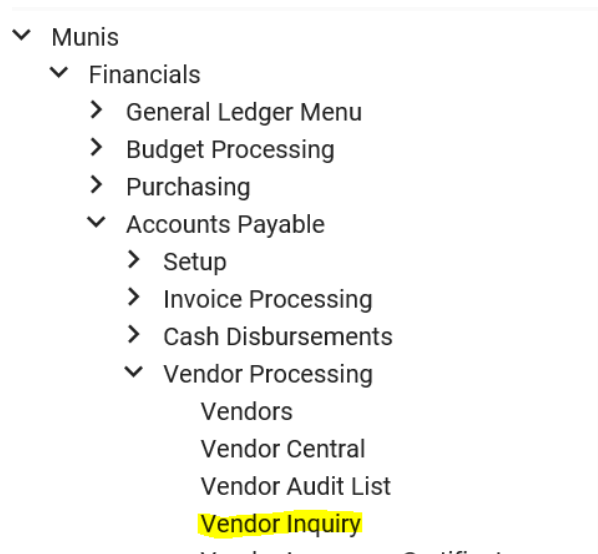 Munis
Financials
General Ledger Menu
Budget Processing
Purchasing
Accounts Payable
Setup
Invoice Processing
Cash Disbursements
Vendor Processing
Vendors
Vendor Central
Vendor Audit List
Vendor Inquiry